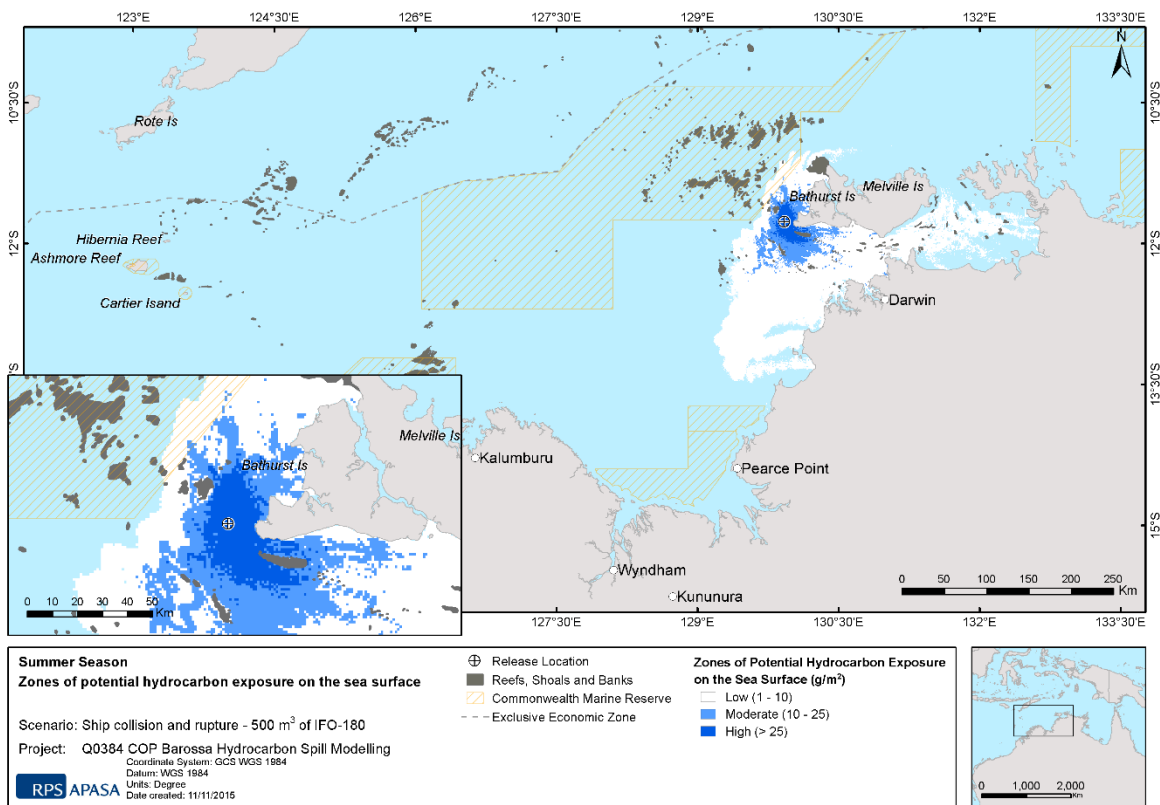 123°E
124°30'E
126°E
127°30'E
129°E
130°30'E
132°E
133°30'E
N
10°30'S
10°30'S
Rote Is
Melville Is
Bathurst Is
Hibernia Reef
12°S
12°S
Ashmore Reef
Cartier Isand
Darwin
13°30'S
Melville Is
Kalumburu
Bathurst Is
Pearce Point
15°S
Wyndham
Kununura
0 10 20 30 40 50
Km
0 50 100 150 200 250
Km
127°30'E
129°E
130°30'E
132°E
133°30'E
Summer Season
Zones of potential hydrocarbon exposure on the sea surface
Scenario: Ship collision and rupture - 500 m³ of IFO-180
Project: Q0384 COP Barossa Hydrocarbon Spill Modelling
Coordinate System: GCS WGS 1984
Datum: WGS 1984
Units: Degree
Date created: 11/11/2015
RPS APASA
Release Location
Reefs, Shoals and Banks
Commonwealth Marine Reserve
Exclusive Economic Zone
Zones of Potential Hydrocarbon Exposure
on the Sea Surface (g/m²)
Low (1 - 10)
Moderate (10 - 25)
High (> 25)
0 1,000 2,000
Km